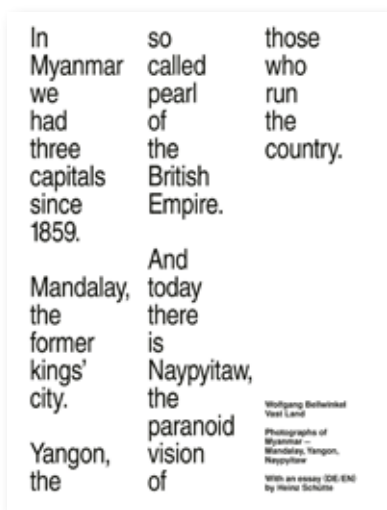 In
Myanmar
we
had
three
capitals
since
1859.
Mandalay,
the
former
kings’
city.
Yangon,
the
so
called
pearl
of
the
British
Empire.
And
today
there
is
Naypyitaw,
the
paranoid
vision
of
those
who
run
the
country.
Wolfgang Bellwinkel
Vast Land
Photographs of
Myanmar —
Mandalay, Yangon,
Naypyitaw
With an essay (DE/EN)
by Heinz Schütte